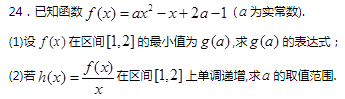 24．已知函数 f(x)=ax²−x+2a−1 (a为实常数).
(1)设 f(x)在区间[1,2]的最小值为 g(a),求 g(a) 的表达式；
(2)若 h(x)=f(x)/x 在区间[1,2]上单调递增,求 a 的取值范围.